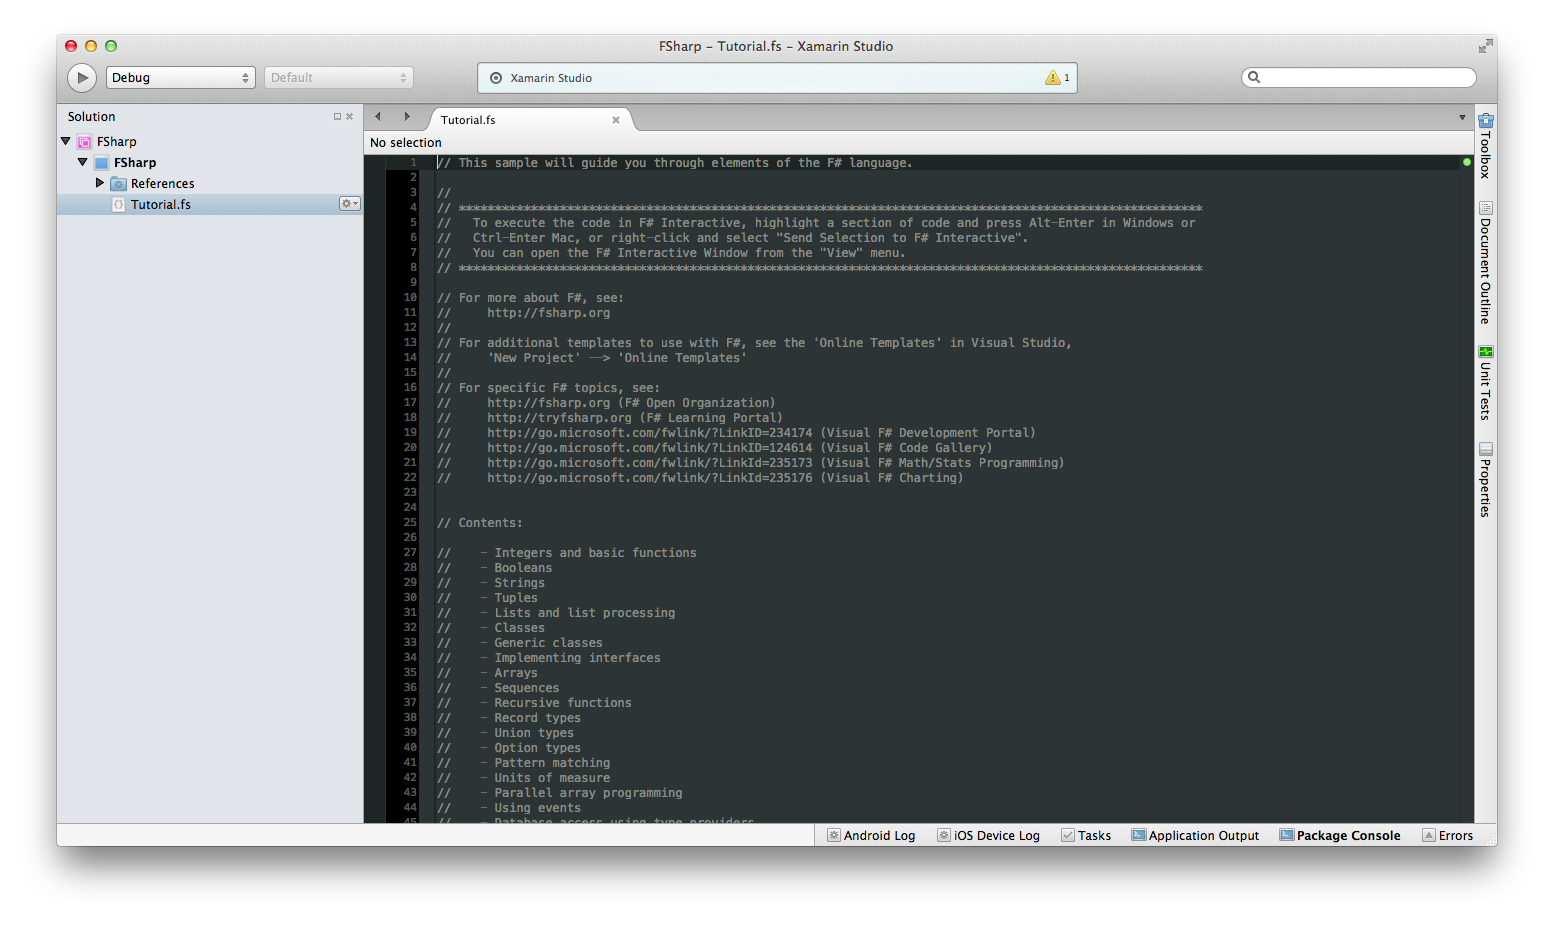 FSharp – Tutorial.fs – Xamarin Studio
Debug
Default
Xamarin Studio
1
Solution
FSharp
FSharp
References
Tutorial.fs
Tutorial.fs
No selection
1 // This sample will guide you through elements of the F# language.
2
3 //
4 // *******************************************************************************************************
5 //   To execute the code in F# Interactive, highlight a section of code and press Alt-Enter in Windows or
6 //   Ctrl-Enter Mac, or right-click and select "Send Selection to F# Interactive".
7 //   You can open the F# Interactive Window from the "View" menu.
8 // *******************************************************************************************************
9
10 // For more about F#, see:
11 //     http://fsharp.org
12 //
13 // For additional templates to use with F#, see the 'Online Templates' in Visual Studio,
14 //     'New Project' --> 'Online Templates'
15 //
16 // For specific F# topics, see:
17 //     http://fsharp.org (F# Open Organization)
18 //     http://tryfsharp.org (F# Learning Portal)
19 //     http://go.microsoft.com/fwlink/?LinkID=234174 (Visual F# Development Portal)
20 //     http://go.microsoft.com/fwlink/?LinkID=124614 (Visual F# Code Gallery)
21 //     http://go.microsoft.com/fwlink/?LinkId=235173 (Visual F# Math/Stats Programming)
22 //     http://go.microsoft.com/fwlink/?LinkId=235176 (Visual F# Charting)
23
24
25 // Contents:
26
27 //    - Integers and basic functions
28 //    - Booleans
29 //    - Strings
30 //    - Tuples
31 //    - Lists and list processing
32 //    - Classes
33 //    - Generic classes
34 //    - Implementing interfaces
35 //    - Arrays
36 //    - Sequences
37 //    - Recursive functions
38 //    - Record types
39 //    - Union types
40 //    - Option types
41 //    - Pattern matching
42 //    - Units of measure
43 //    - Parallel array programming
44 //    - Using events
45 //    - Database access using type providers
Toolbox
Document Outline
Unit Tests
Properties
Android Log
iOS Device Log
Tasks
Application Output
Package Console
Errors